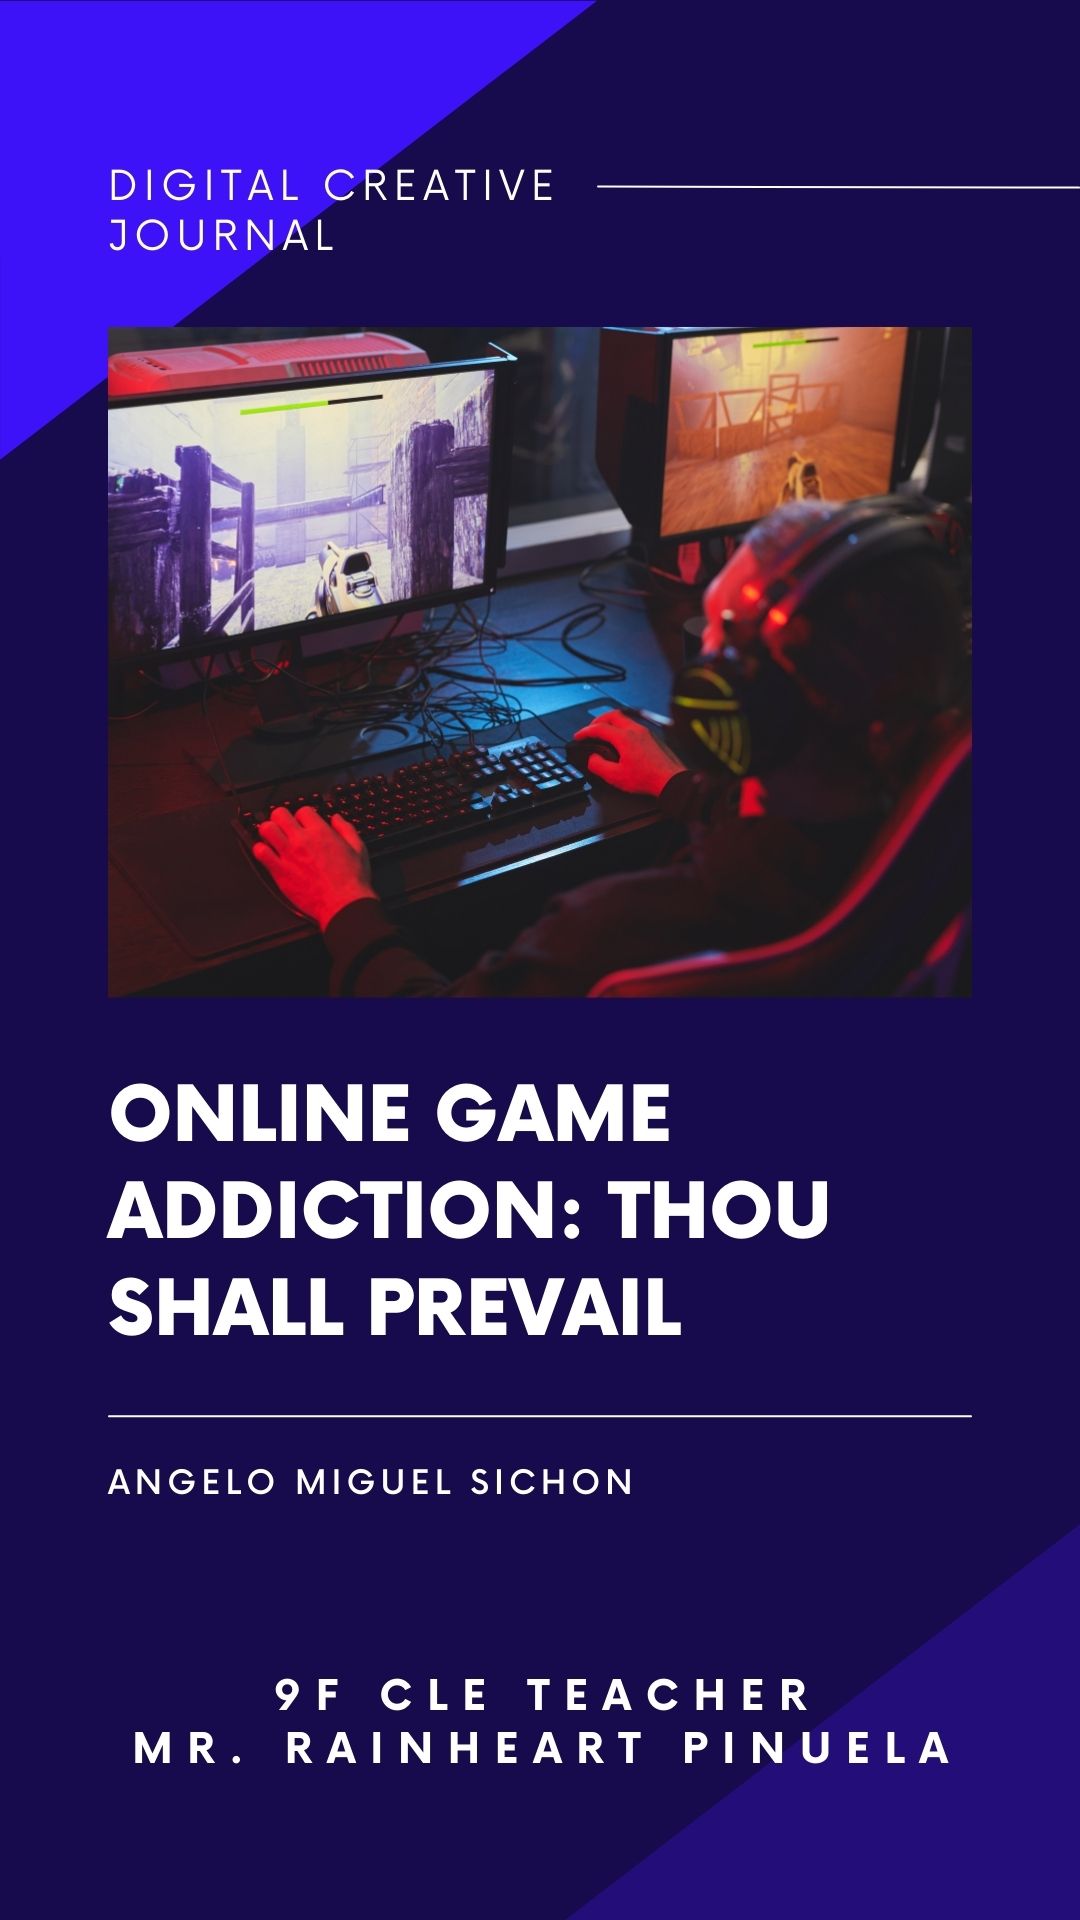 DIGITAL CREATIVE
JOURNAL
ONLINE GAME
ADDICTION: THOU
SHALL PREVAIL
ANGELO MIGUEL SICHON
9F CLE TEACHER
MR. RAINHEART PINUELA